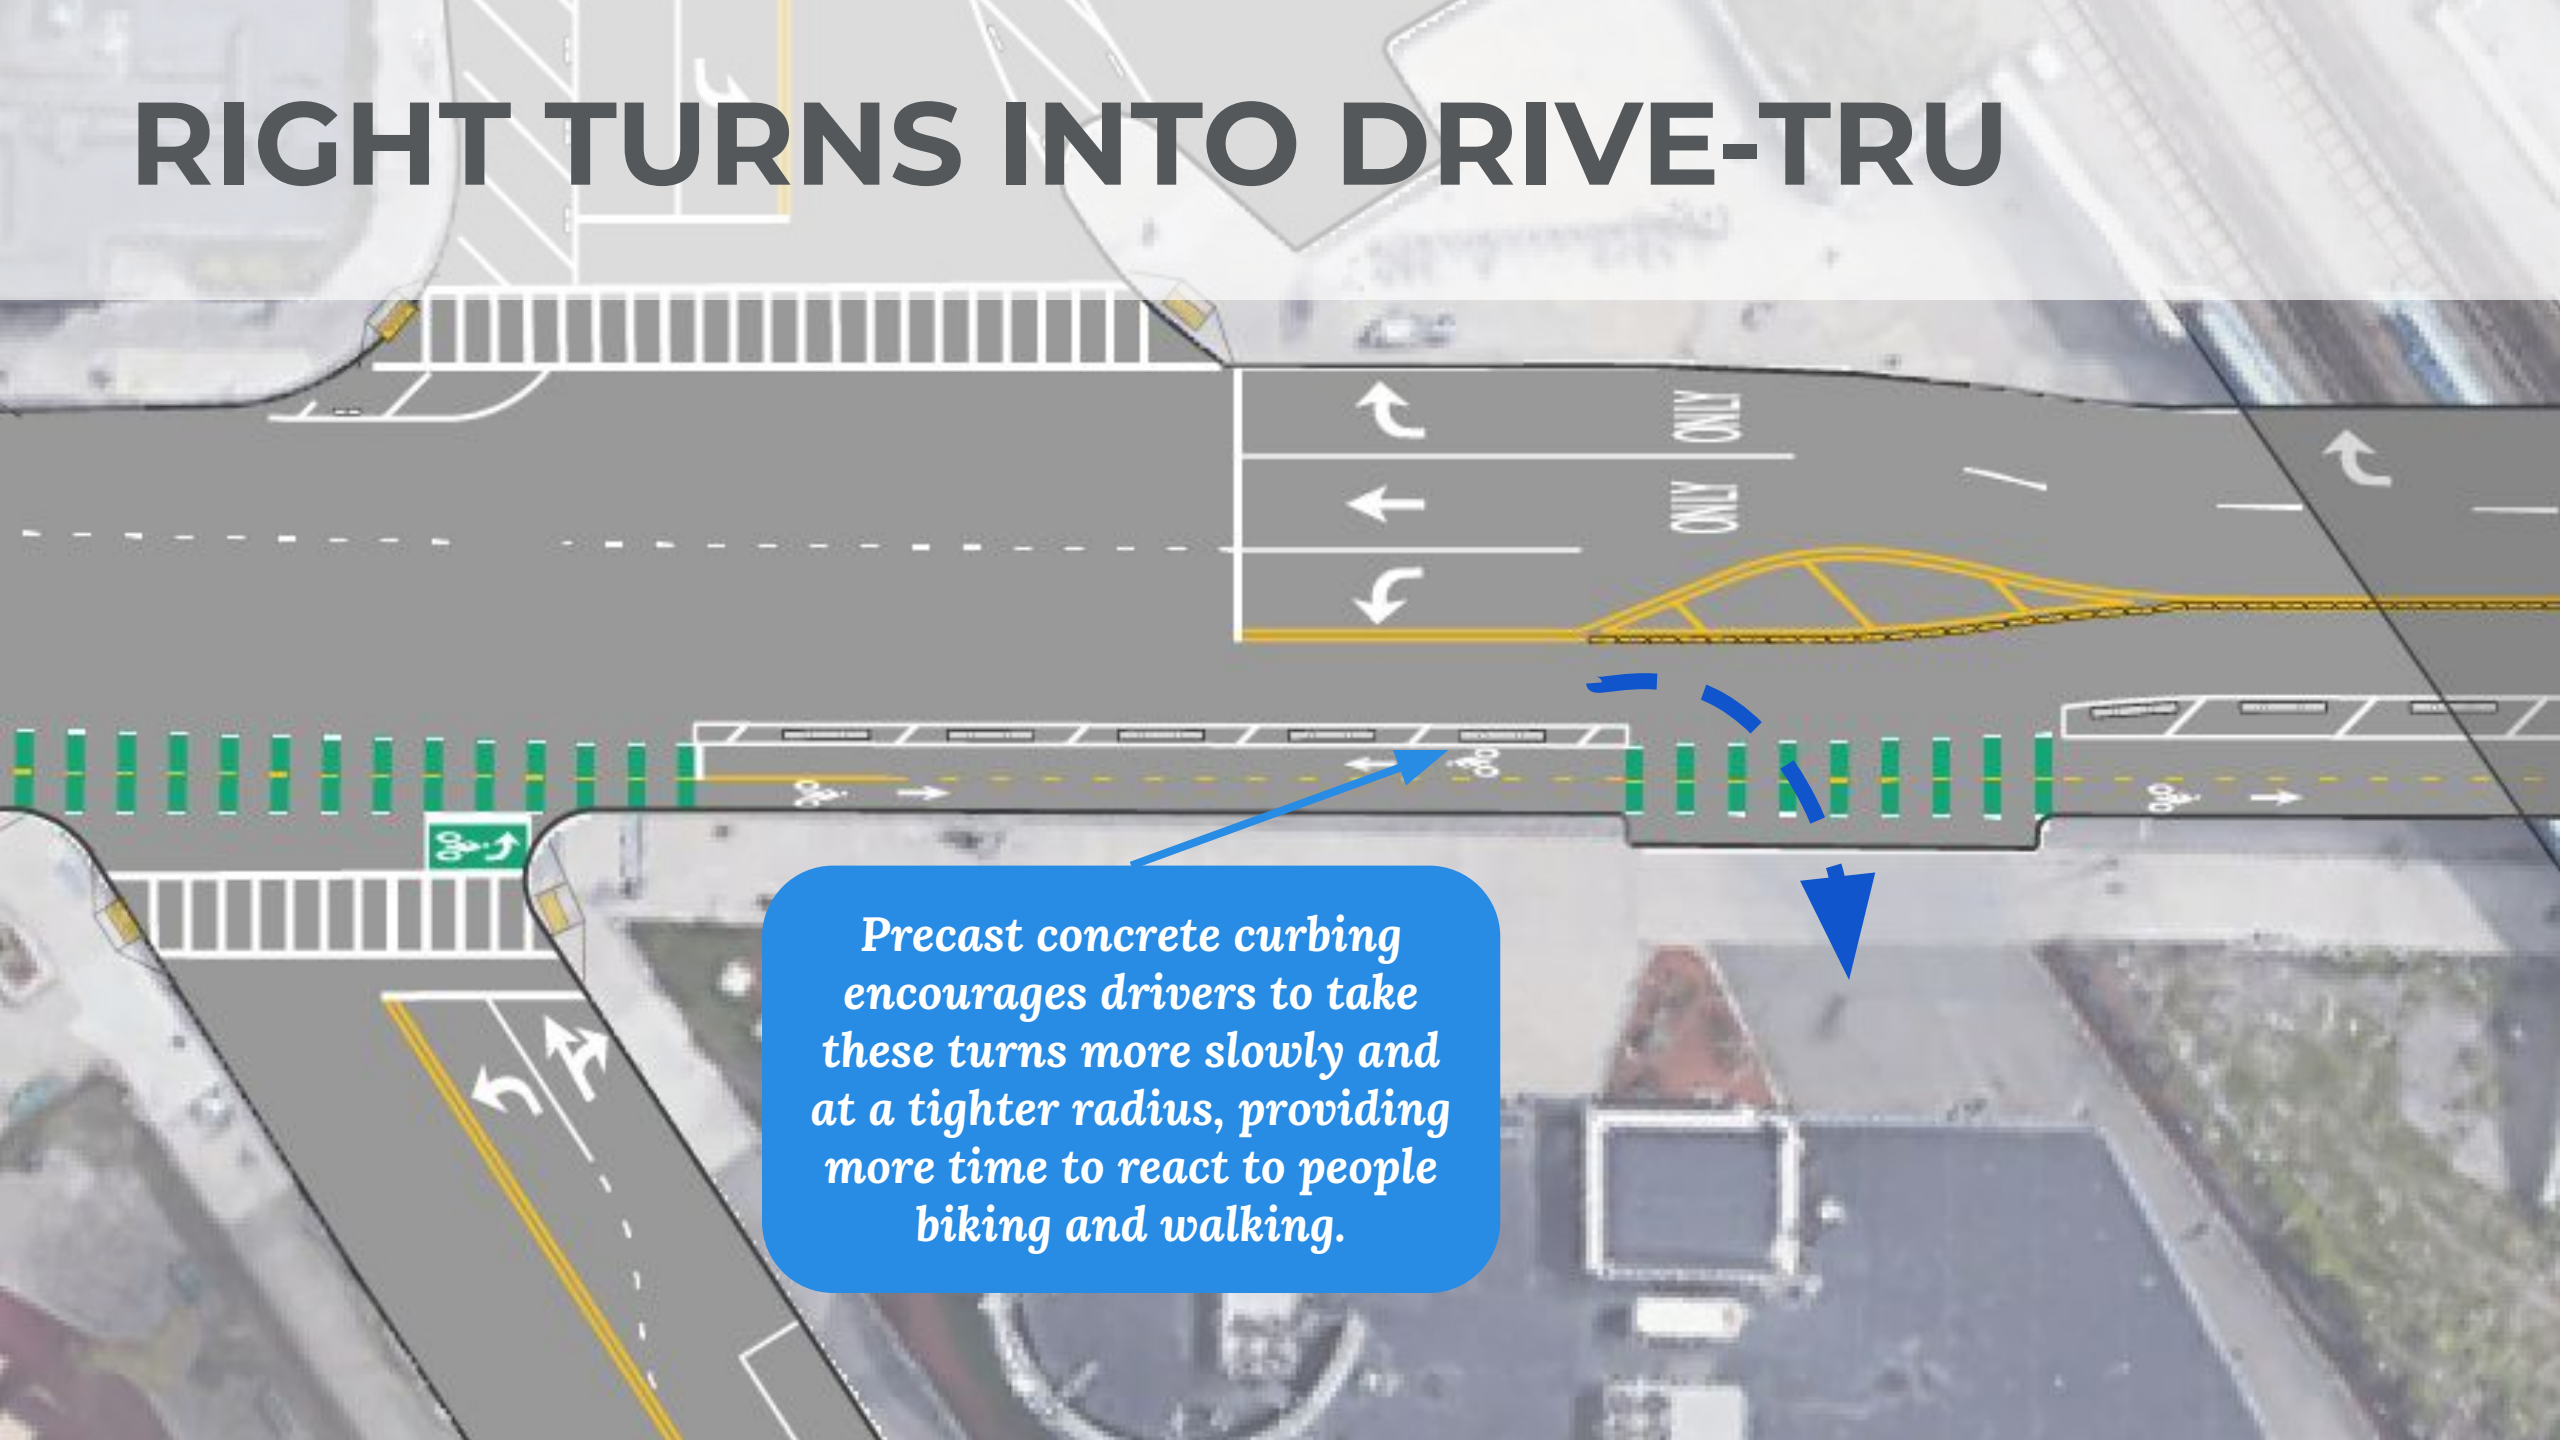 RIGHT TURNS INTO DRIVE-TRU
ONLY
ONLY
Precast concrete curbing
encourages drivers to take
these turns more slowly and
at a tighter radius, providing
more time to react to people
biking and walking.